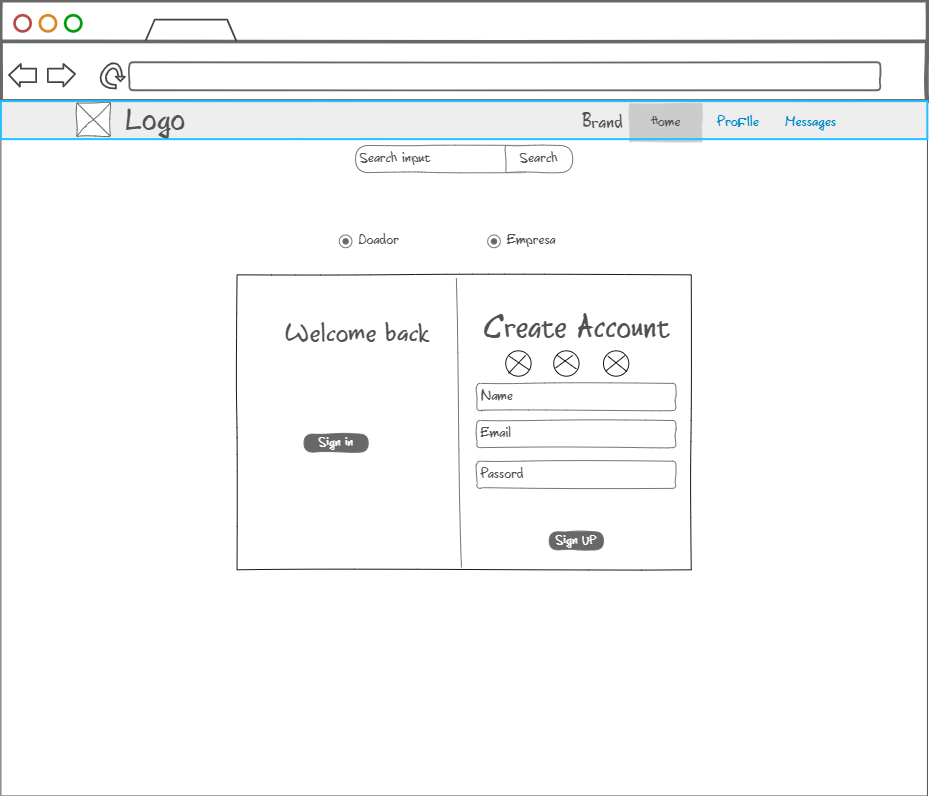 Logo
Brand Home ProFIle Messages
Search input Search
Doador Empresa
Welcome back
Create Account
Name
Email
Sign in
Passord
Sign UP